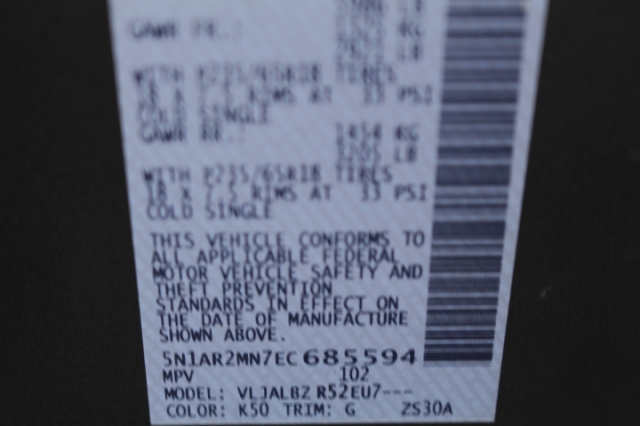 GAWR FR.:
WITH P235/65R18 TIRES
18 X 7.5 RIMS AT 33 PSI
COLD SINGLE
GAWR RR.: 1454 KG
3205 LB
WITH P235/65R18 TIRES
18 X 7.5 RIMS AT 33 PSI
COLD SINGLE
THIS VEHICLE CONFORMS TO
ALL APPLICABLE FEDERAL
MOTOR VEHICLE SAFETY AND
THEFT PREVENTION
STANDARDS IN EFFECT ON
THE DATE OF MANUFACTURE
SHOWN ABOVE.
5N1AR2MN7EC685594
MPV 102
MODEL: VLJALBZ R52EU7---
COLOR: K50 TRIM: G ZS30A